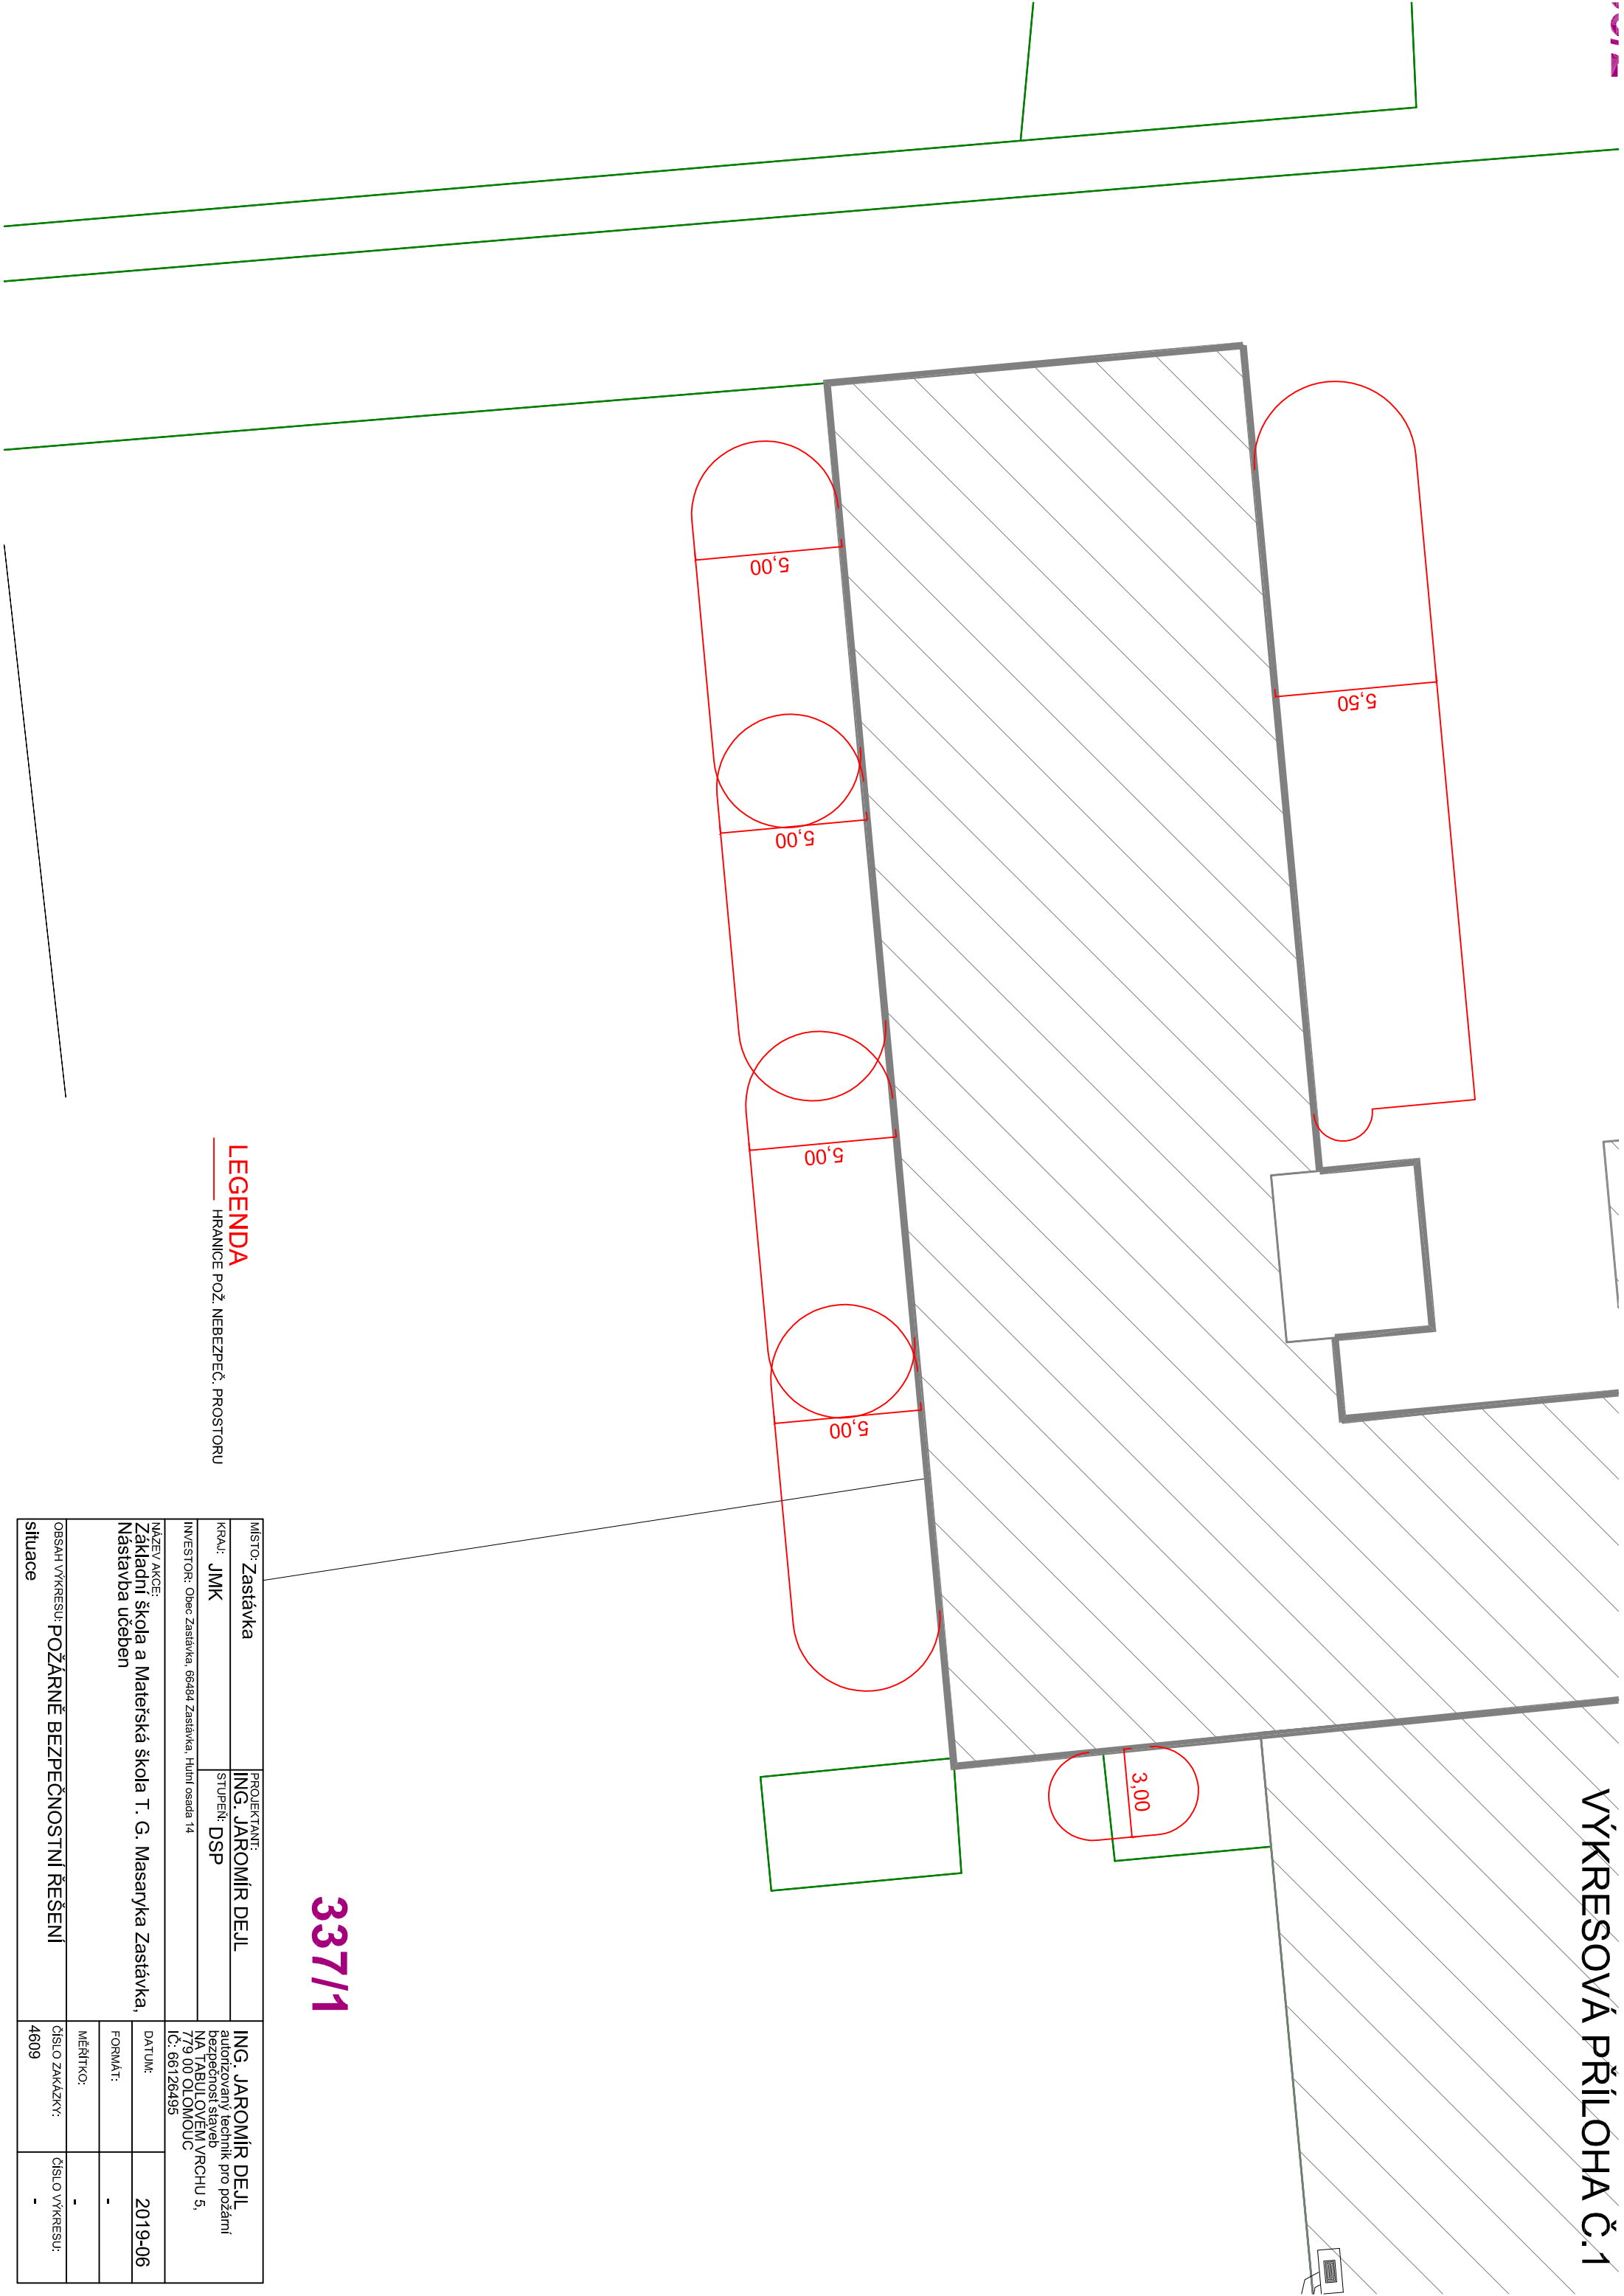 VÝKRESOVÁ PŘÍLOHA Č.1
5,50
5,00
5,00
5,00
5,00
3,00
337/1
LEGENDA
HRANICE POŽ. NEBEZPEČ. PROSTORU
MÍSTO: Zastávka
PROJEKTANT:
ING. JAROMÍR DEJL
KRAJ: JMK
STUPEŇ: DSP
INVESTOR: Obec Zastávka, 66484 Zastávka, Hutní osada 14
ING. JAROMÍR DEJL
autorizovaný technik pro požární
bezpečnost staveb
NA TABULOVÉM VRCHU 5,
779 00 OLOMOUC
IČ: 66126495
NÁZEV AKCE:
Základní škola a Mateřská škola T. G. Masaryka Zastávka,
Nástavba učeben
DATUM: 2019-06
FORMÁT: -
MĚŘÍTKO: -
OBSAH VÝKRESU: POŽÁRNĚ BEZPEČNOSTNÍ ŘEŠENÍ
situace
ČÍSLO ZAKÁZKY:
4609
ČÍSLO VÝKRESU:
-